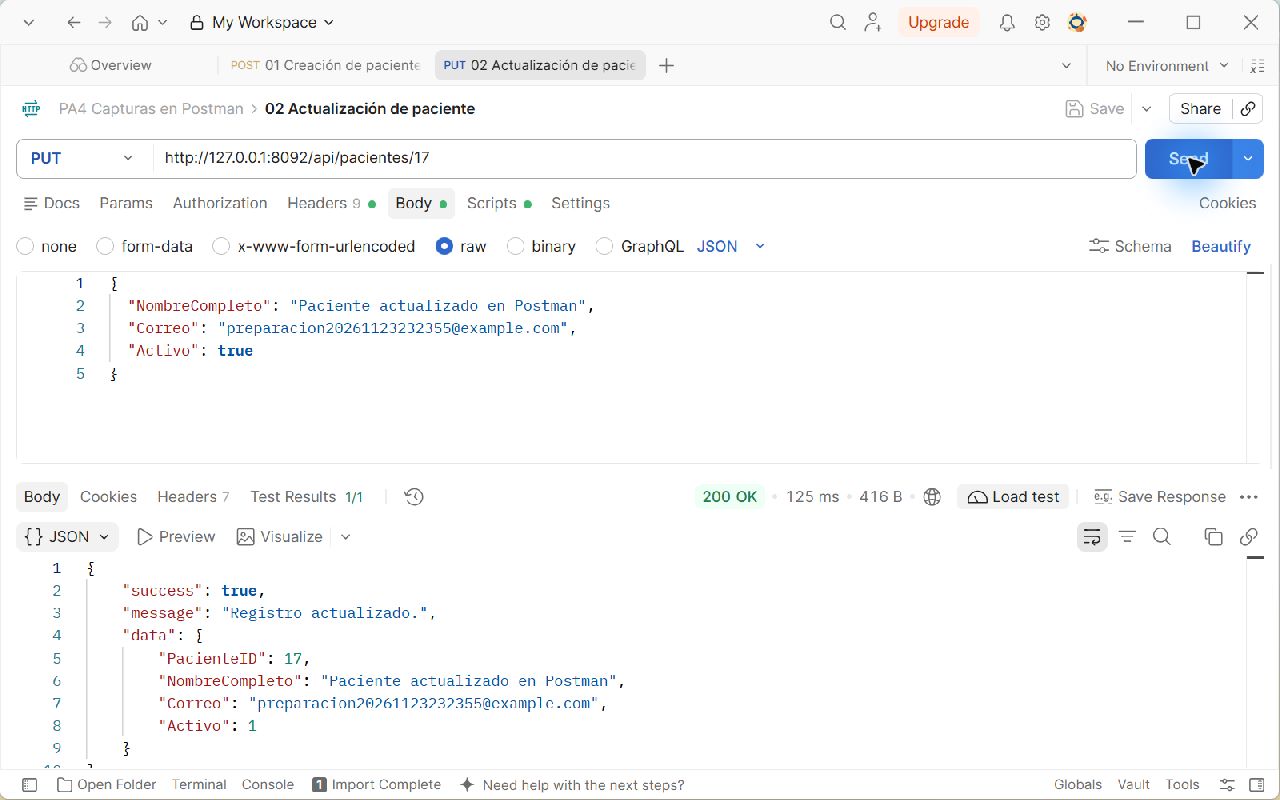 My Workspace
Upgrade
Overview
POST 01 Creación de paciente
PUT 02 Actualización de pacie
No Environment
HTTP PA4 Capturas en Postman > 02 Actualización de paciente
Save
Share
PUT
http://127.0.0.1:8092/api/pacientes/17
Send
Docs Params Authorization Headers 9 Body Scripts Settings
Cookies
none form-data x-www-form-urlencoded raw binary GraphQL JSON
Schema Beautify
1 {
2 "NombreCompleto": "Paciente actualizado en Postman",
3 "Correo": "preparacion20261123232355@example.com",
4 "Activo": true
5 }
Body Cookies Headers 7 Test Results 1/1
200 OK • 125 ms • 416 B
Load test
e.g. Save Response
{} JSON Preview Visualize
1 {
2 "success": true,
3 "message": "Registro actualizado.",
4 "data": {
5 "PacienteID": 17,
6 "NombreCompleto": "Paciente actualizado en Postman",
7 "Correo": "preparacion20261123232355@example.com",
8 "Activo": 1
9 }
Open Folder Terminal Console 1 Import Complete Need help with the next steps?
Globals Vault Tools